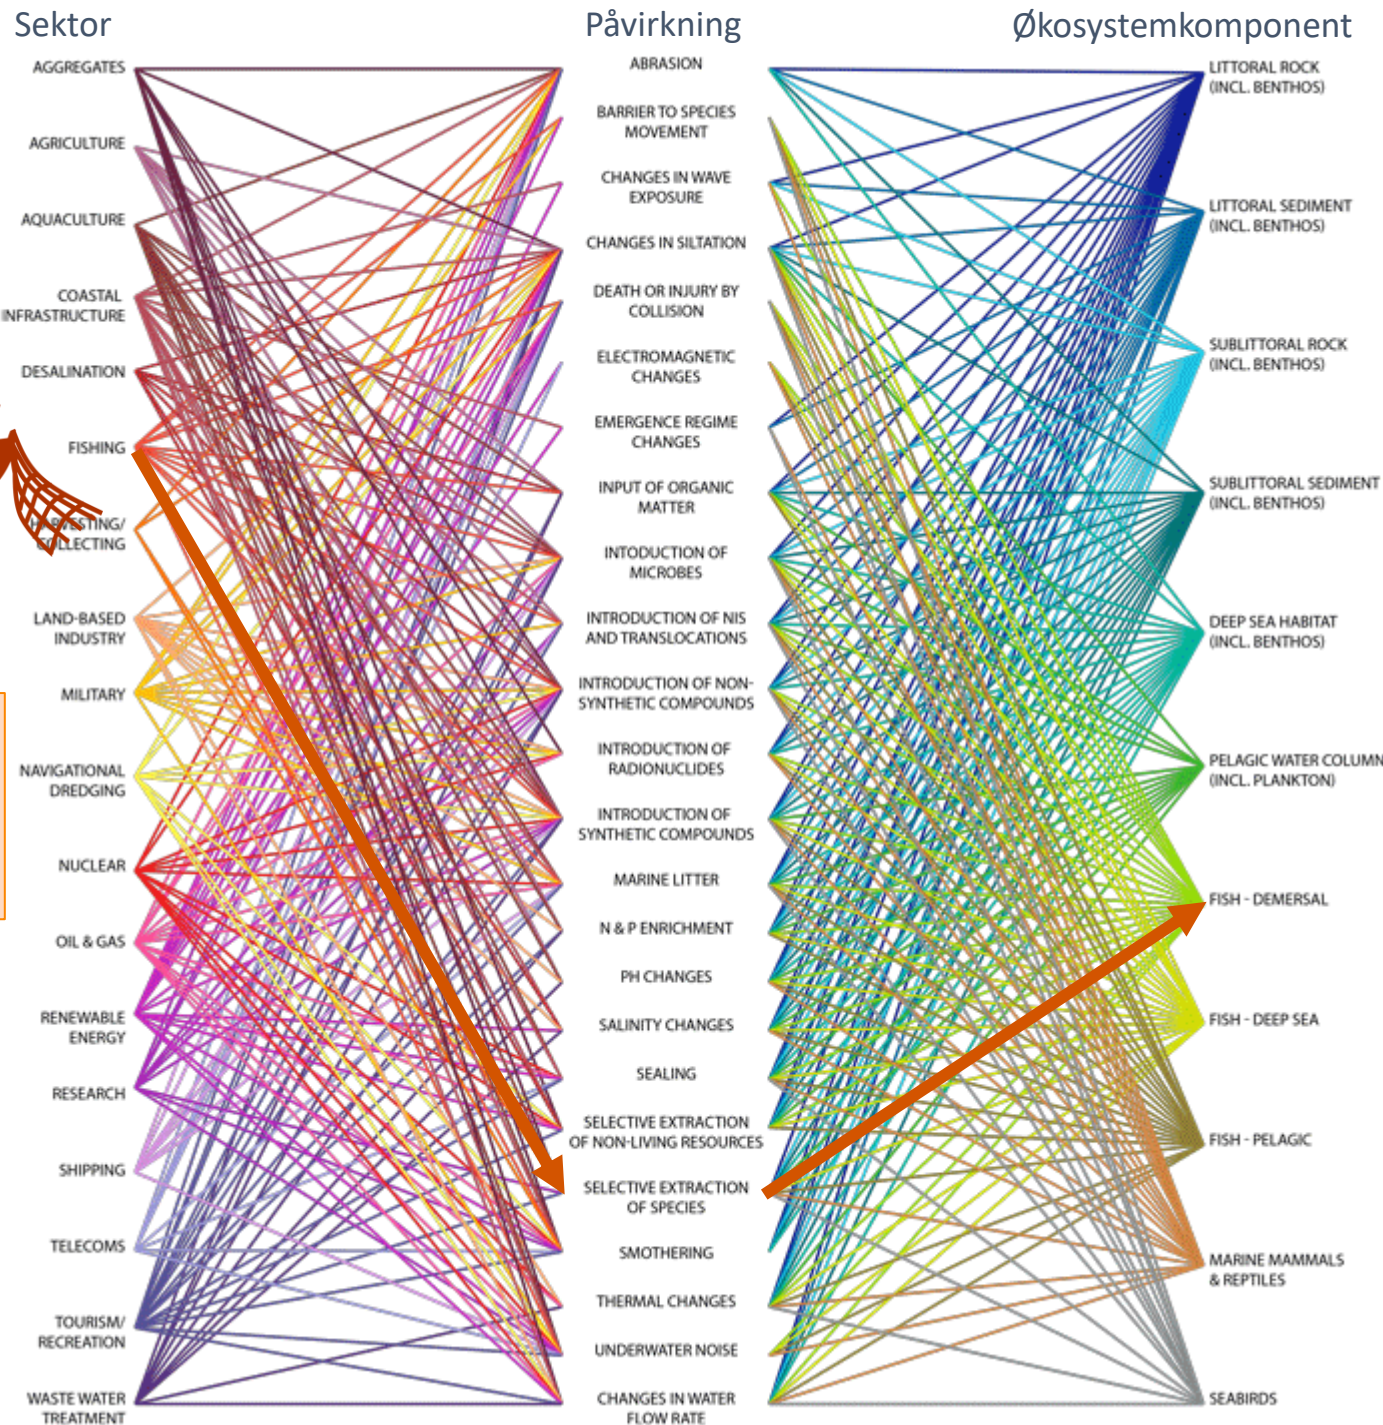 Sektor
Påvirkning
Økosystemkomponent
AGGREGATES
AGRICULTURE
AQUACULTURE
COASTAL
INFRASTRUCTURE
DESALINATION
FISHING
HARVESTING/
COLLECTING
LAND-BASED
INDUSTRY
MILITARY
NAVIGATIONAL
DREDGING
NUCLEAR
OIL & GAS
RENEWABLE
ENERGY
RESEARCH
SHIPPING
TELECOMS
TOURISM/
RECREATION
WASTE WATER
TREATMENT
ABRASION
BARRIER TO SPECIES
MOVEMENT
CHANGES IN WAVE
EXPOSURE
CHANGES IN SILTATION
DEATH OR INJURY BY
COLLISION
ELECTROMAGNETIC
CHANGES
EMERGENCE REGIME
CHANGES
INPUT OF ORGANIC
MATTER
INTODUCTION OF
MICROBES
INTRODUCTION OF NIS
AND TRANSLOCATIONS
INTRODUCTION OF NON-
SYNTHETIC COMPOUNDS
INTRODUCTION OF
RADIONUCLIDES
INTRODUCTION OF
SYNTHETIC COMPOUNDS
MARINE LITTER
N & P ENRICHMENT
PH CHANGES
SALINITY CHANGES
SEALING
SELECTIVE EXTRACTION
OF NON-LIVING RESOURCES
SELECTIVE EXTRACTION
OF SPECIES
SMOTHERING
THERMAL CHANGES
UNDERWATER NOISE
CHANGES IN WATER
FLOW RATE
LITTORAL ROCK
(INCL. BENTHOS)
LITTORAL SEDIMENT
(INCL. BENTHOS)
SUBLITTORAL ROCK
(INCL. BENTHOS)
SUBLITTORAL SEDIMENT
(INCL. BENTHOS)
DEEP SEA HABITAT
(INCL. BENTHOS)
PELAGIC WATER COLUMN
(INCL. PLANKTON)
FISH - DEMERSAL
FISH - DEEP SEA
FISH - PELAGIC
MARINE MAMMALS
& REPTILES
SEABIRDS